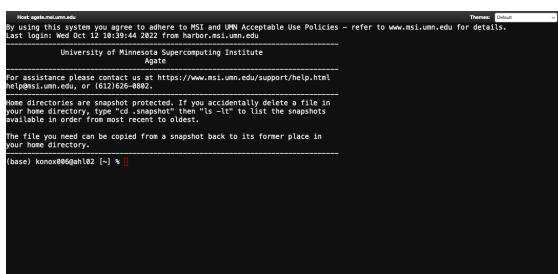 Host: agate.msi.umn.edu Themes: Default
By using this system you agree to adhere to MSI and UMN Acceptable Use Policies - refer to www.msi.umn.edu for details.
Last login: Wed Oct 12 10:39:44 2022 from harbor.msi.umn.edu
University of Minnesota Supercomputing Institute
Agate
For assistance please contact us at https://www.msi.umn.edu/support/help.html
help@msi.umn.edu, or (612)626-0802.
Home directories are snapshot protected. If you accidentally delete a file in
your home directory, type "cd .snapshot" then "ls -lt" to list the snapshots
available in order from most recent to oldest.
The file you need can be copied from a snapshot back to its former place in
your home directory.
(base) konox006@ahl02 [~] %